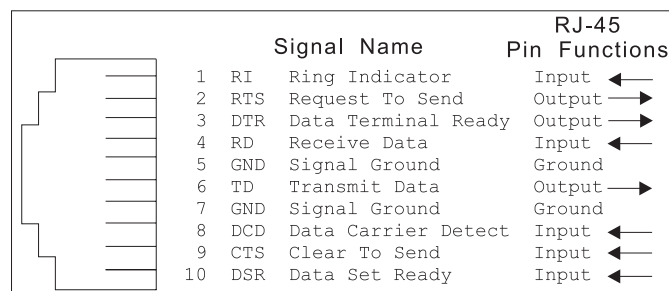 RJ-45
Signal Name Pin Functions
1 RI Ring Indicator Input
2 RTS Request To Send Output
3 DTR Data Terminal Ready Output
4 RD Receive Data Input
5 GND Signal Ground Ground
6 TD Transmit Data Output
7 GND Signal Ground Ground
8 DCD Data Carrier Detect Input
9 CTS Clear To Send Input
10 DSR Data Set Ready Input